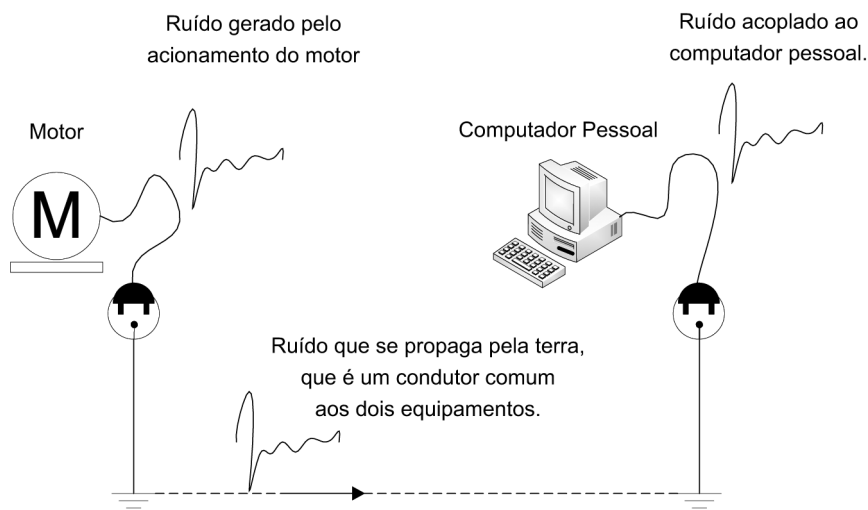 Ruído gerado pelo
acionamento do motor
Ruído acoplado ao
computador pessoal.
Motor
Computador Pessoal
M
Ruído que se propaga pela terra,
que é um condutor comum
aos dois equipamentos.